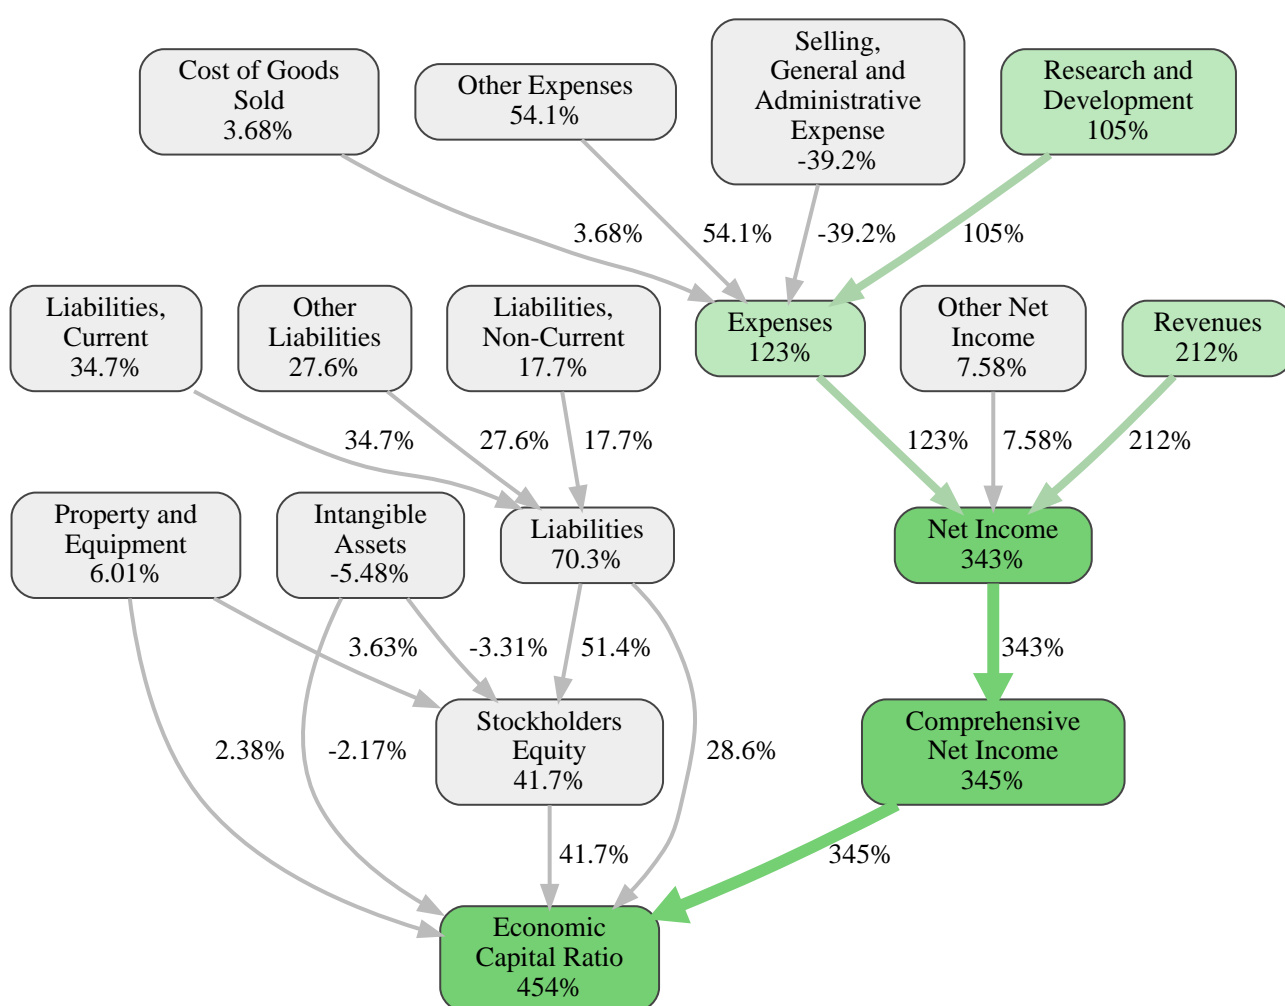 Cost of Goods
Sold
3.68%
Other Expenses
54.1%
Selling,
General and
Administrative
Expense
-39.2%
Research and
Development
105%
3.68%
54.1%
-39.2%
105%
Liabilities,
Current
34.7%
Other
Liabilities
27.6%
Liabilities,
Non-Current
17.7%
Expenses
123%
Other Net
Income
7.58%
Revenues
212%
34.7%
27.6%
17.7%
123%
7.58%
212%
Property and
Equipment
6.01%
Intangible
Assets
-5.48%
Liabilities
70.3%
Net Income
343%
3.63%
-3.31%
51.4%
343%
Stockholders
Equity
41.7%
Comprehensive
Net Income
345%
2.38%
-2.17%
28.6%
41.7%
345%
Economic
Capital Ratio
454%